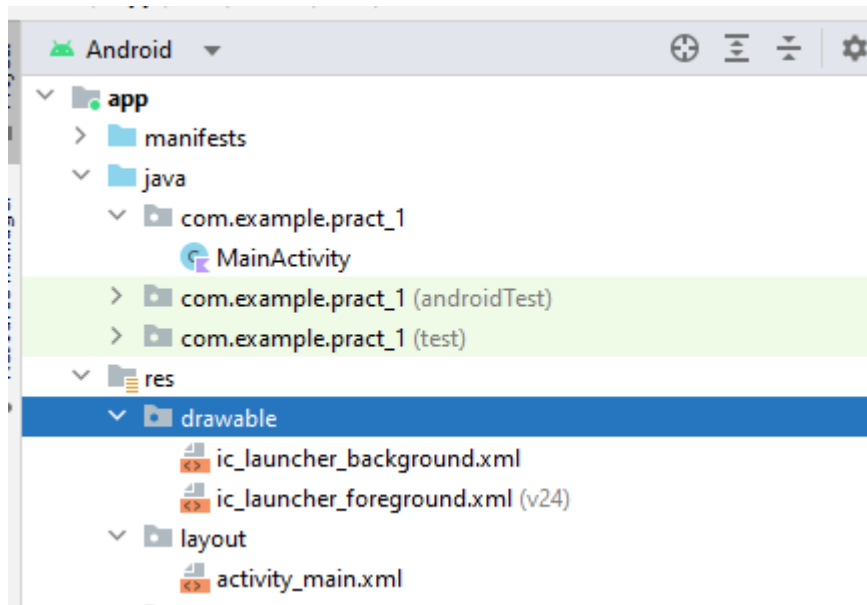 Android
app
manifests
java
com.example.pract_1
MainActivity
com.example.pract_1 (androidTest)
com.example.pract_1 (test)
res
drawable
ic_launcher_background.xml
ic_launcher_foreground.xml (v24)
layout
activity_main.xml